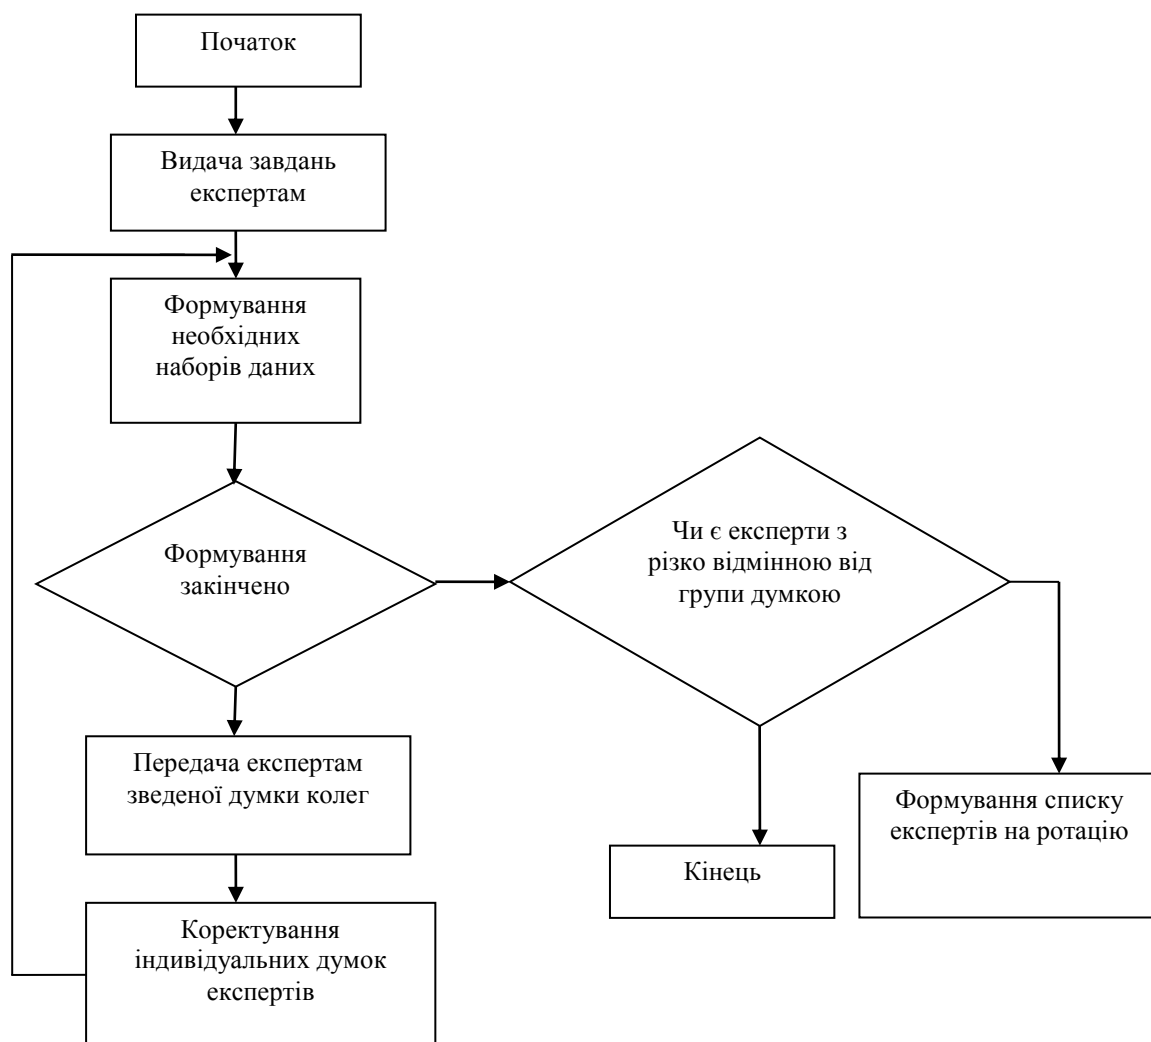 Початок
Видача завдань
експертам
Формування
необхідних
наборів даних
Формування
закінчено
Чи є експерти з
різко відмінною від
групи думкою
Передача експертам
зведеної думки колег
Формування списку
експертів на ротацію
Кінець
Коректування
індивідуальних думок
експертів